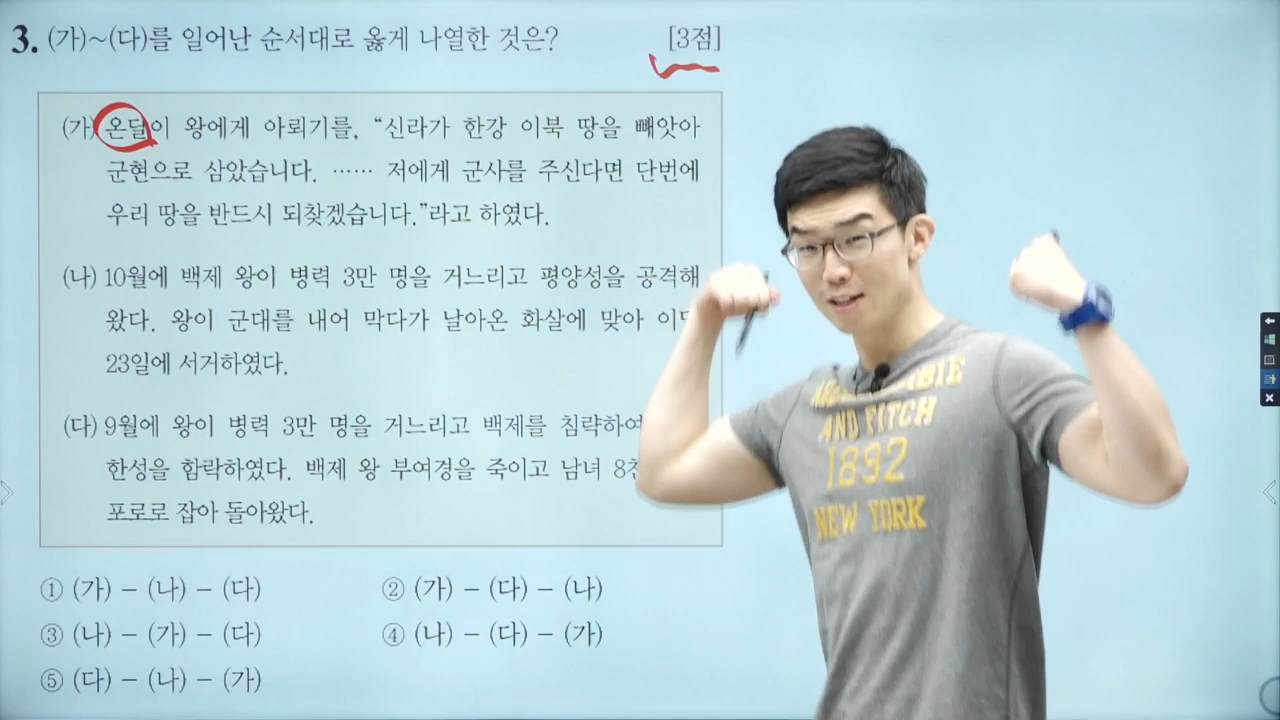 3. (가)~(다)를 일어난 순서대로 옳게 나열한 것은? [3점]
(가) 온달이 왕에게 아뢰기를, “신라가 한강 이북 땅을 빼앗아
군현으로 삼았습니다. …… 저에게 군사를 주신다면 단번에
우리 땅을 반드시 되찾겠습니다.”라고 하였다.
(나) 10월에 백제 왕이 병력 3만 명을 거느리고 평양성을 공격해
왔다. 왕이 군대를 내어 막다가 날아온 화살에 맞아 이
23일에 서거하였다.
(다) 9월에 왕이 병력 3만 명을 거느리고 백제를 침략하여
한성을 함락하였다. 백제 왕 부여경을 죽이고 남녀 8
포로로 잡아 돌아왔다.
① (가) - (나) - (다) ② (가) - (다) - (나)
③ (나) - (가) - (다) ④ (나) - (다) - (가)
⑤ (다) - (나) - (가)
AND FITCH
1892
NEW YORK